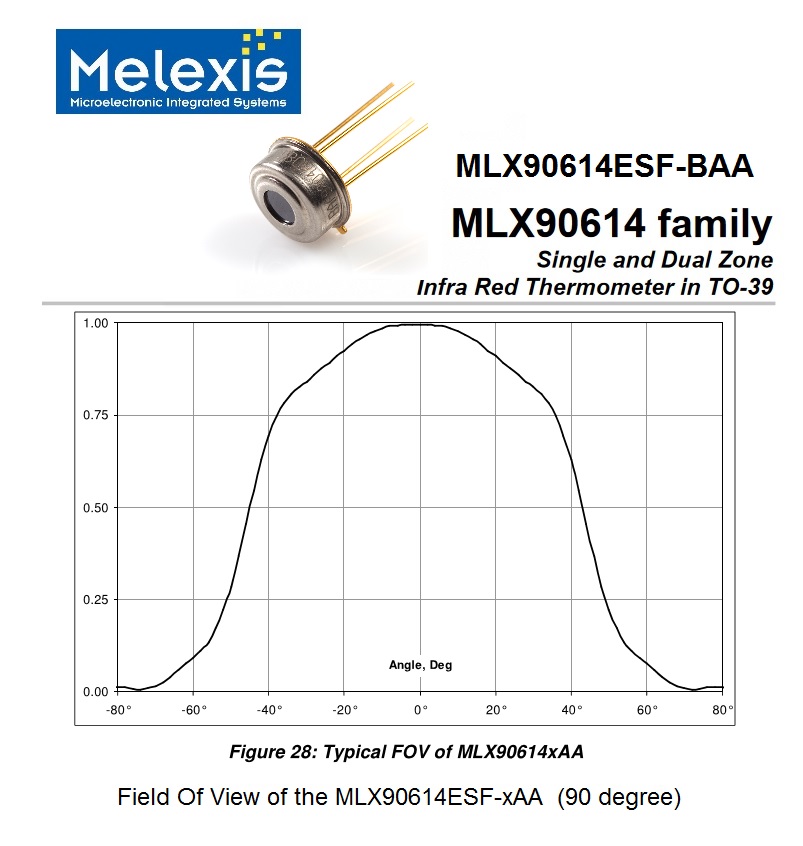 Melexis
Microelectronic Integrated Systems
MLX90614ESF-BAA
MLX90614 family
Single and Dual Zone
Infra Red Thermometer in TO-39
1.00
0.75
0.50
0.25
0.00
Angle, Deg
-80° -60° -40° -20° 0° 20° 40° 60° 80°
Figure 28: Typical FOV of MLX90614xAA
Field Of View of the MLX90614ESF-xAA (90 degree)